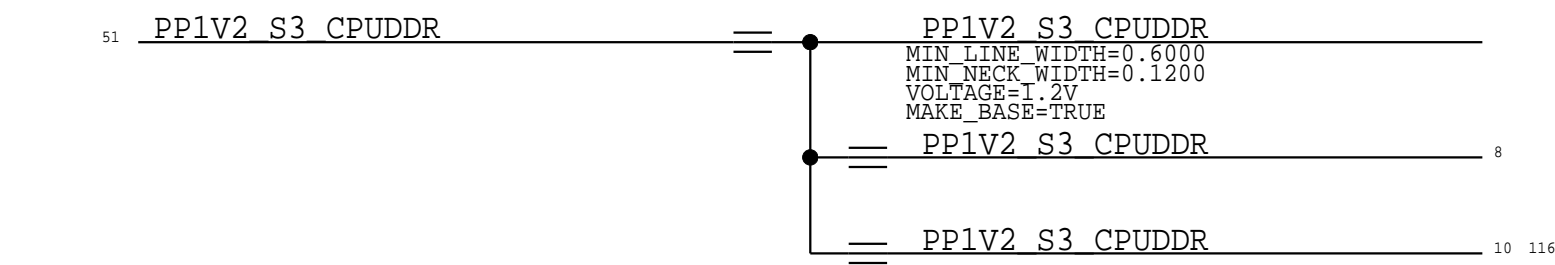 51 PP1V2_S3_CPUDDR PP1V2_S3_CPUDDR
MIN_LINE_WIDTH=0.6000
MIN_NECK_WIDTH=0.1200
VOLTAGE=1.2V
MAKE_BASE=TRUE
PP1V2_S3_CPUDDR 8
PP1V2_S3_CPUDDR 10 116